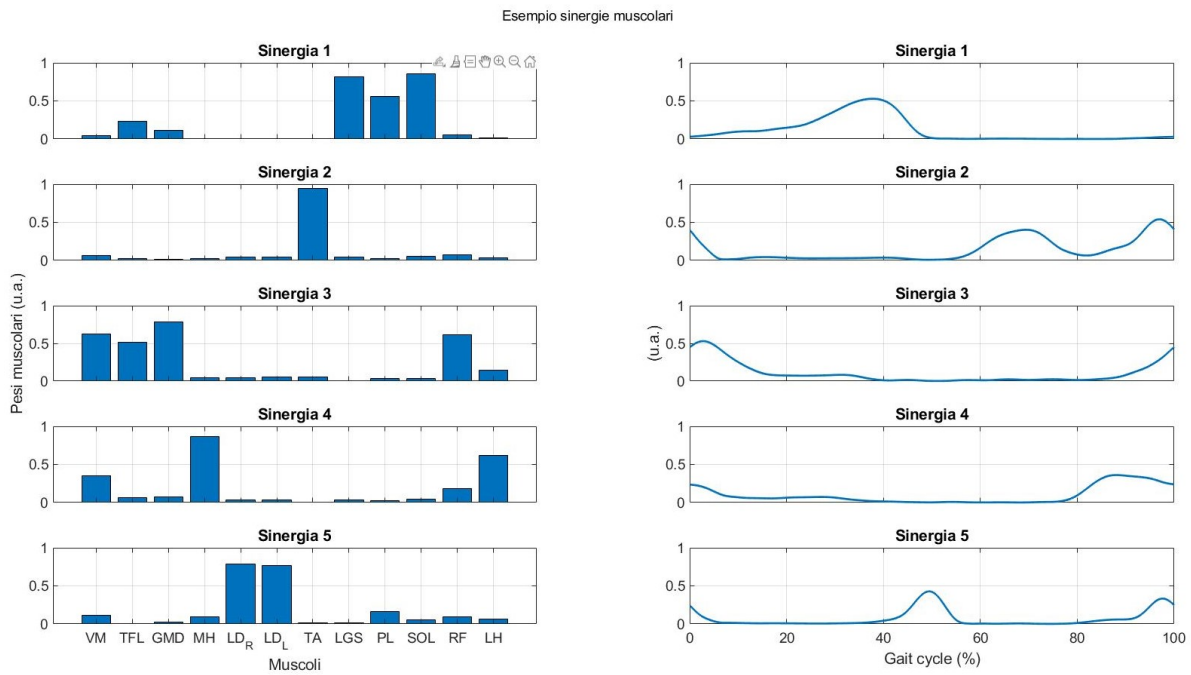 Esempio sinergie muscolari
Sinergia 1
1
0.5
0
Sinergia 2
1
0.5
0
Sinergia 3
1
0.5
0
Sinergia 4
1
0.5
0
Sinergia 5
1
0.5
0
VM TFL GMD MH LD_R LD_L TA LGS PL SOL RF LH
Muscoli
Pesi muscolari (u.a.)
Sinergia 1
1
0.5
0
Sinergia 2
1
0.5
0
Sinergia 3
1
0.5
0
Sinergia 4
1
0.5
0
Sinergia 5
1
0.5
0
0 20 40 60 80 100
Gait cycle (%)
(u.a.)